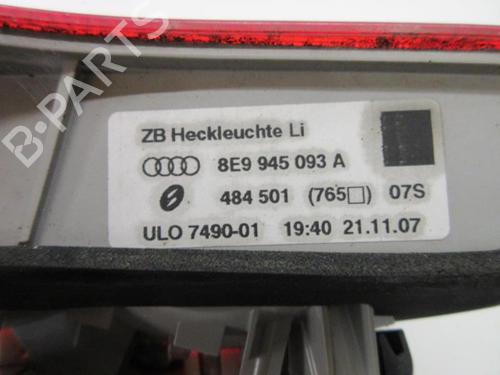 B-PARTS
ZB Heckleuchte Li
8E9 945 093 A
484 501 (765□) 07S
ULO 7490-01 19:40 21.11.07